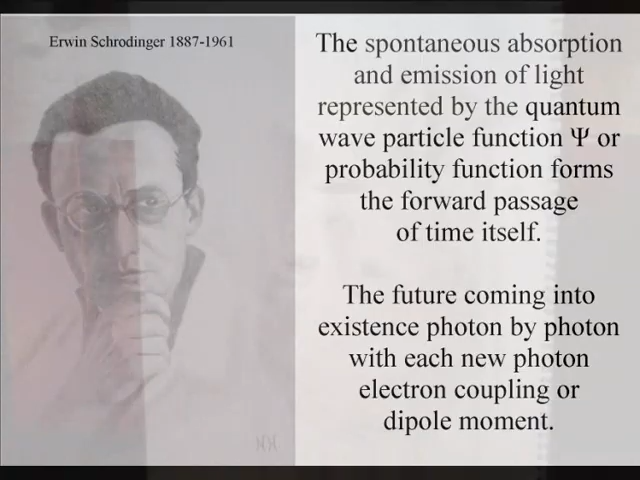 Erwin Schrodinger 1887-1961
The spontaneous absorption
and emission of light
represented by the quantum
wave particle function Ψ or
probability function forms
the forward passage
of time itself.
The future coming into
existence photon by photon
with each new photon
electron coupling or
dipole moment.